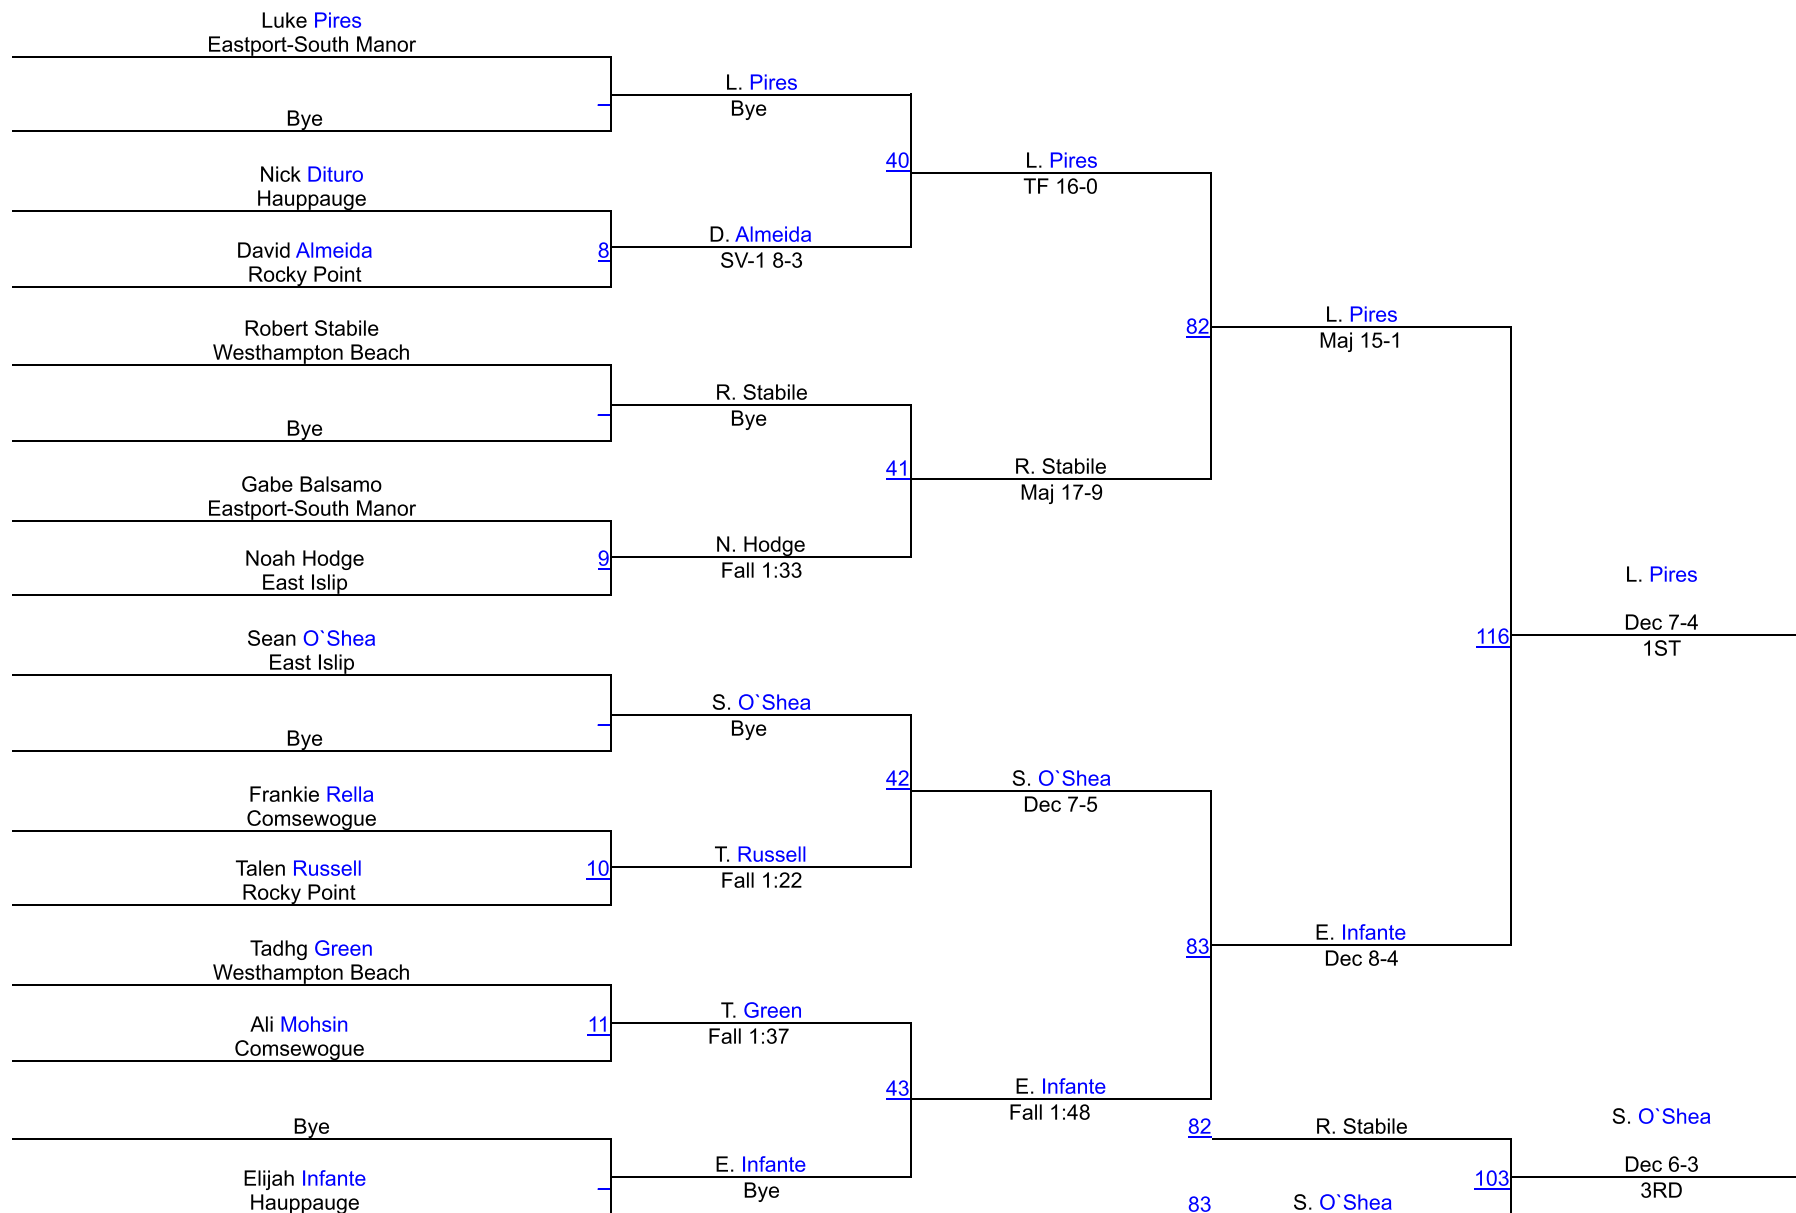 Luke Pires
Eastport-South Manor
Bye
Nick Dituro
Hauppauge
David Almeida
Rocky Point
8
Robert Stabile
Westhampton Beach
Bye
Gabe Balsamo
Eastport-South Manor
Noah Hodge
East Islip
9
Sean O`Shea
East Islip
Bye
Frankie Rella
Comsewogue
Talen Russell
Rocky Point
10
Tadhg Green
Westhampton Beach
Ali Mohsin
Comsewogue
11
Bye
Elijah Infante
Hauppauge
L. Pires
Bye
40
D. Almeida
SV-1 8-3
R. Stabile
Bye
41
N. Hodge
Fall 1:33
S. O`Shea
Bye
42
T. Russell
Fall 1:22
T. Green
Fall 1:37
43
E. Infante
Bye
L. Pires
TF 16-0
82
R. Stabile
Maj 17-9
S. O`Shea
Dec 7-5
83
E. Infante
Fall 1:48
L. Pires
Maj 15-1
116
E. Infante
Dec 8-4
L. Pires
Dec 7-4
1ST
82
R. Stabile
103
83
S. O`Shea
S. O`Shea
Dec 6-3
3RD